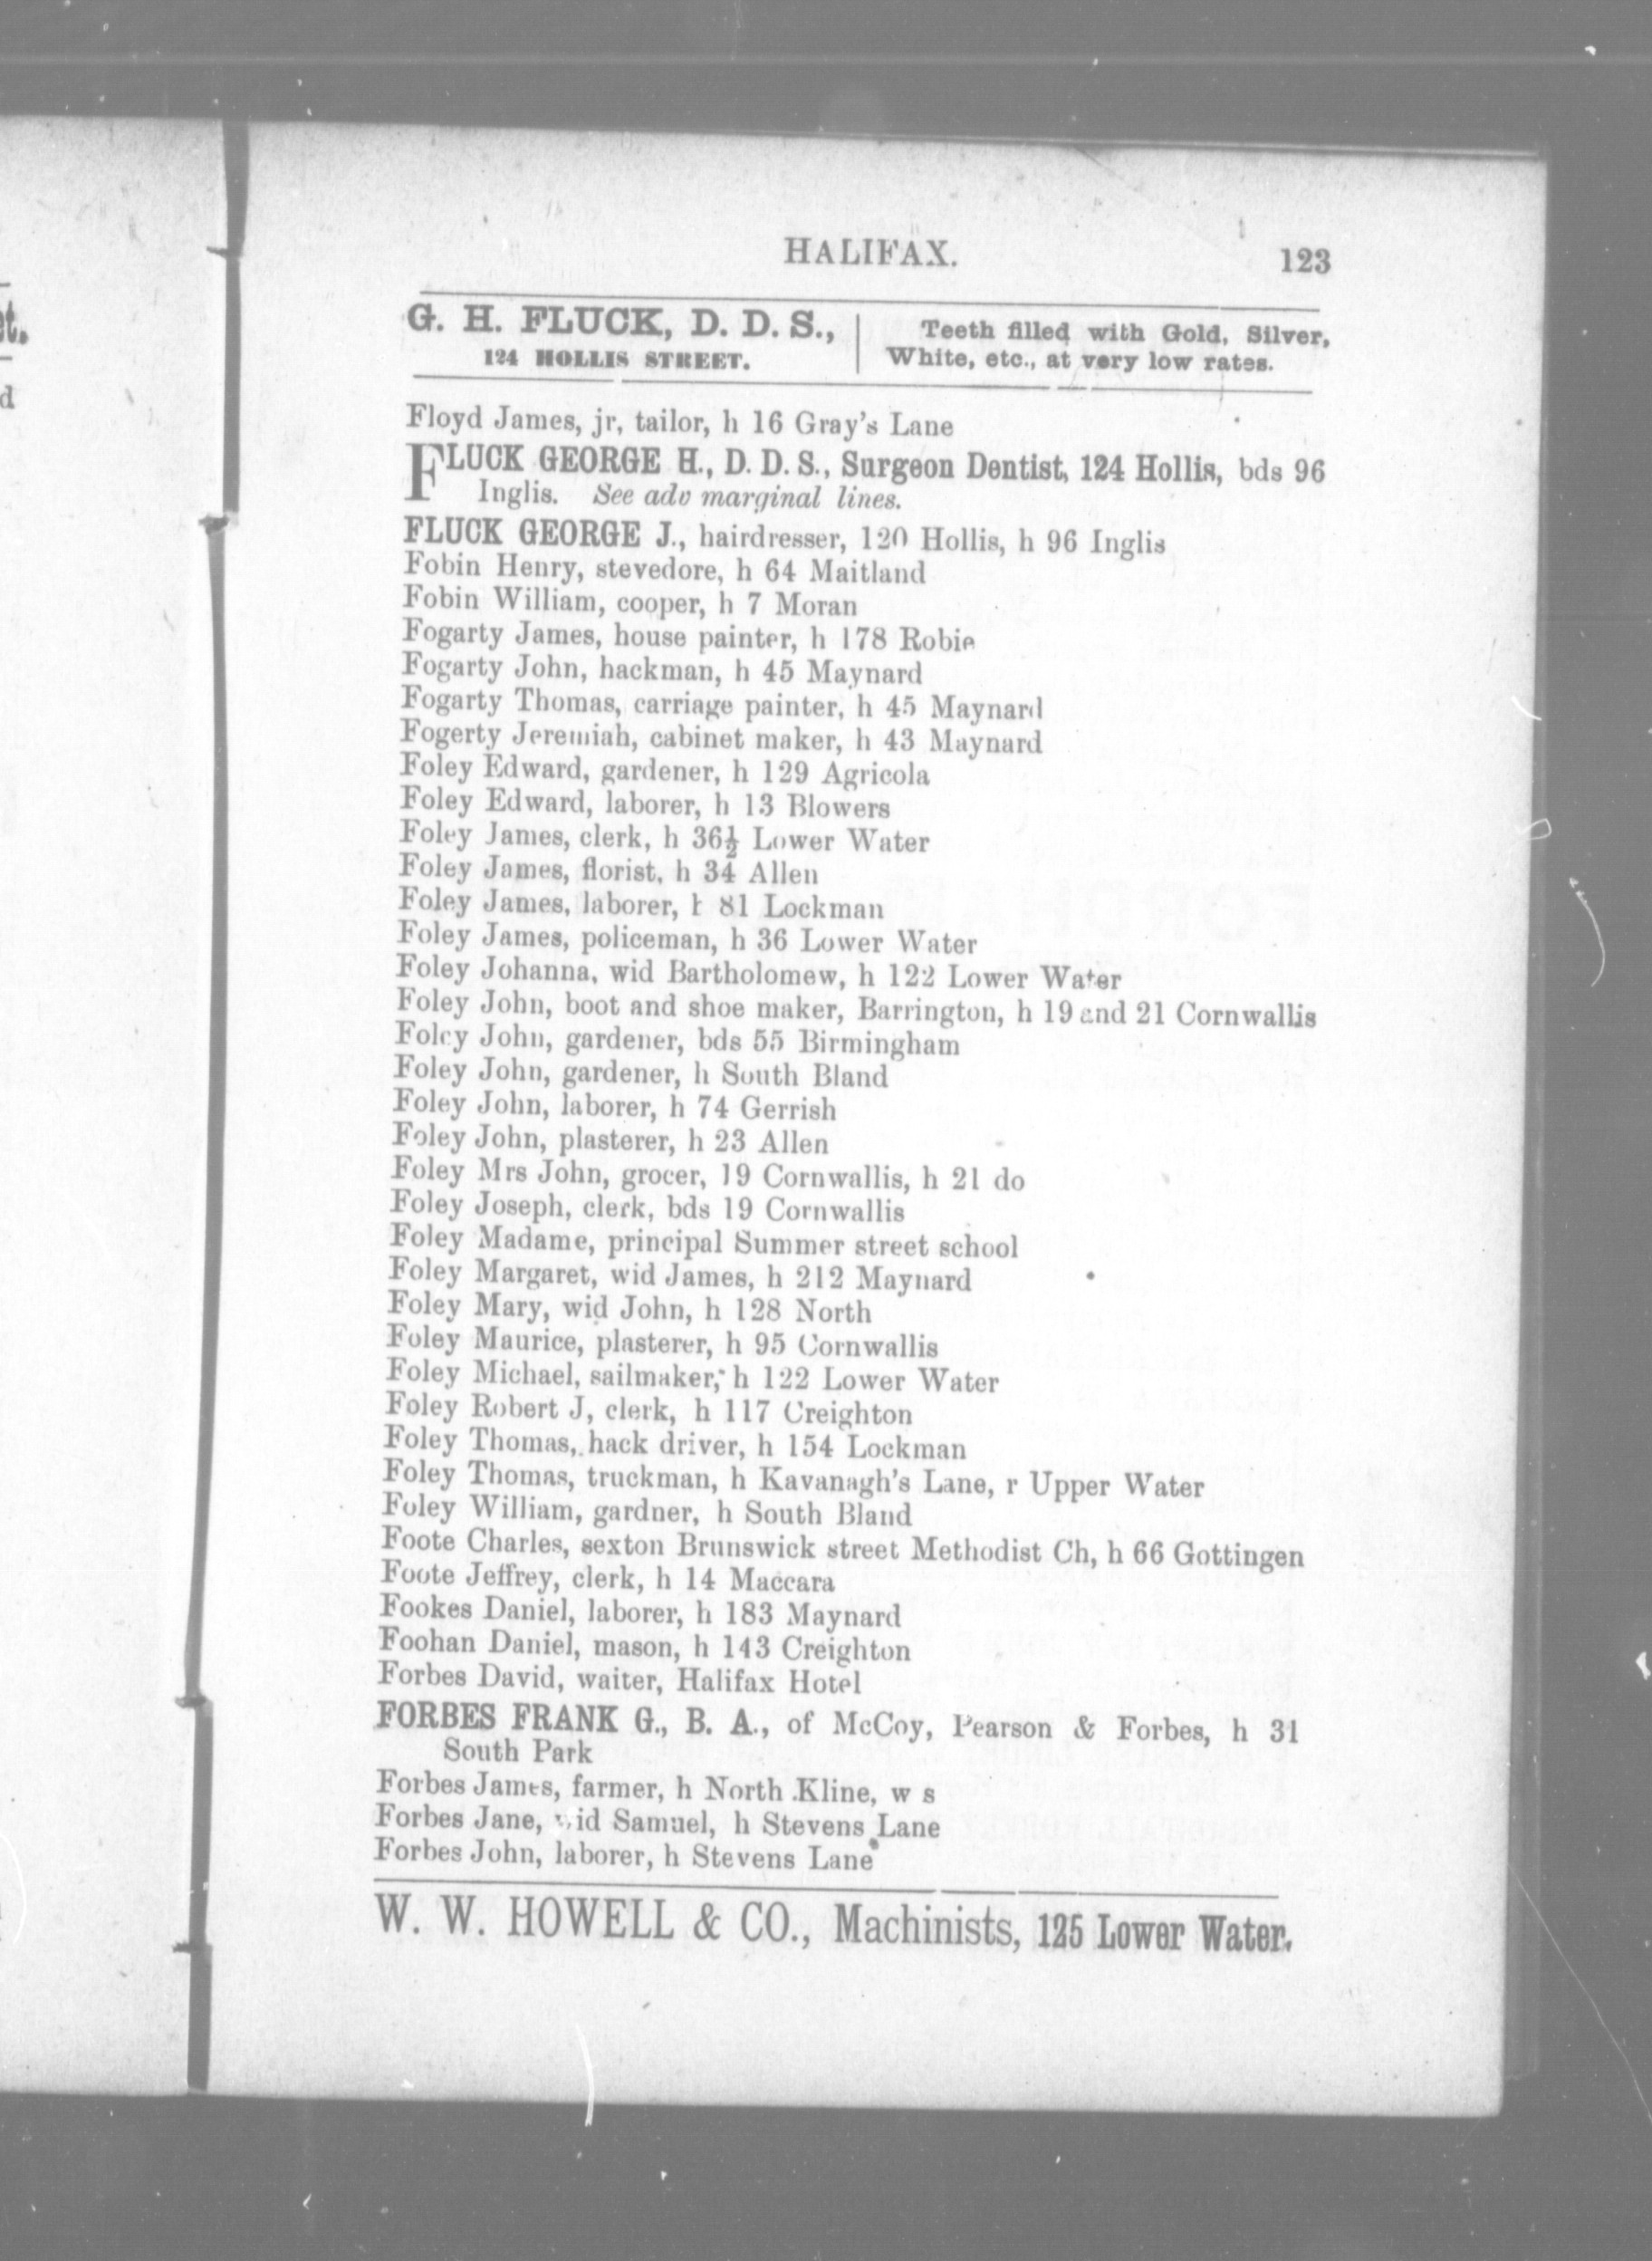 et.
d
HALIFAX. 123
G. H. FLUCK, D. D. S.,
124 HOLLIS STREET.
Teeth filled with Gold, Silver,
White, etc., at very low rates.
Floyd James, jr, tailor, h 16 Gray's Lane
FLUCK GEORGE H., D. D. S., Surgeon Dentist, 124 Hollis, bds 96
Inglis. See adv marginal lines.
FLUCK GEORGE J., hairdresser, 120 Hollis, h 96 Inglis
Fobin Henry, stevedore, h 64 Maitland
Fobin William, cooper, h 7 Moran
Fogarty James, house painter, h 178 Robie
Fogarty John, hackman, h 45 Maynard
Fogarty Thomas, carriage painter, h 45 Maynard
Fogerty Jeremiah, cabinet maker, h 43 Maynard
Foley Edward, gardener, h 129 Agricola
Foley Edward, laborer, h 13 Blowers
Foley James, clerk, h 36½ Lower Water
Foley James, florist, h 34 Allen
Foley James, laborer, h 81 Lockman
Foley James, policeman, h 36 Lower Water
Foley Johanna, wid Bartholomew, h 122 Lower Water
Foley John, boot and shoe maker, Barrington, h 19 and 21 Cornwallis
Foley John, gardener, bds 55 Birmingham
Foley John, gardener, h South Bland
Foley John, laborer, h 74 Gerrish
Foley John, plasterer, h 23 Allen
Foley Mrs John, grocer, 19 Cornwallis, h 21 do
Foley Joseph, clerk, bds 19 Cornwallis
Foley Madame, principal Summer street school
Foley Margaret, wid James, h 212 Maynard
Foley Mary, wid John, h 128 North
Foley Maurice, plasterer, h 95 Cornwallis
Foley Michael, sailmaker, h 122 Lower Water
Foley Robert J, clerk, h 117 Creighton
Foley Thomas, hack driver, h 154 Lockman
Foley Thomas, truckman, h Kavanagh's Lane, r Upper Water
Foley William, gardner, h South Bland
Foote Charles, sexton Brunswick street Methodist Ch, h 66 Gottingen
Foote Jeffrey, clerk, h 14 Maccara
Fookes Daniel, laborer, h 183 Maynard
Foohan Daniel, mason, h 143 Creighton
Forbes David, waiter, Halifax Hotel
FORBES FRANK G., B. A., of McCoy, Pearson & Forbes, h 31
South Park
Forbes James, farmer, h North Kline, w s
Forbes Jane, wid Samuel, h Stevens Lane
Forbes John, laborer, h Stevens Lane
W. W. HOWELL & CO., Machinists, 125 Lower Water.